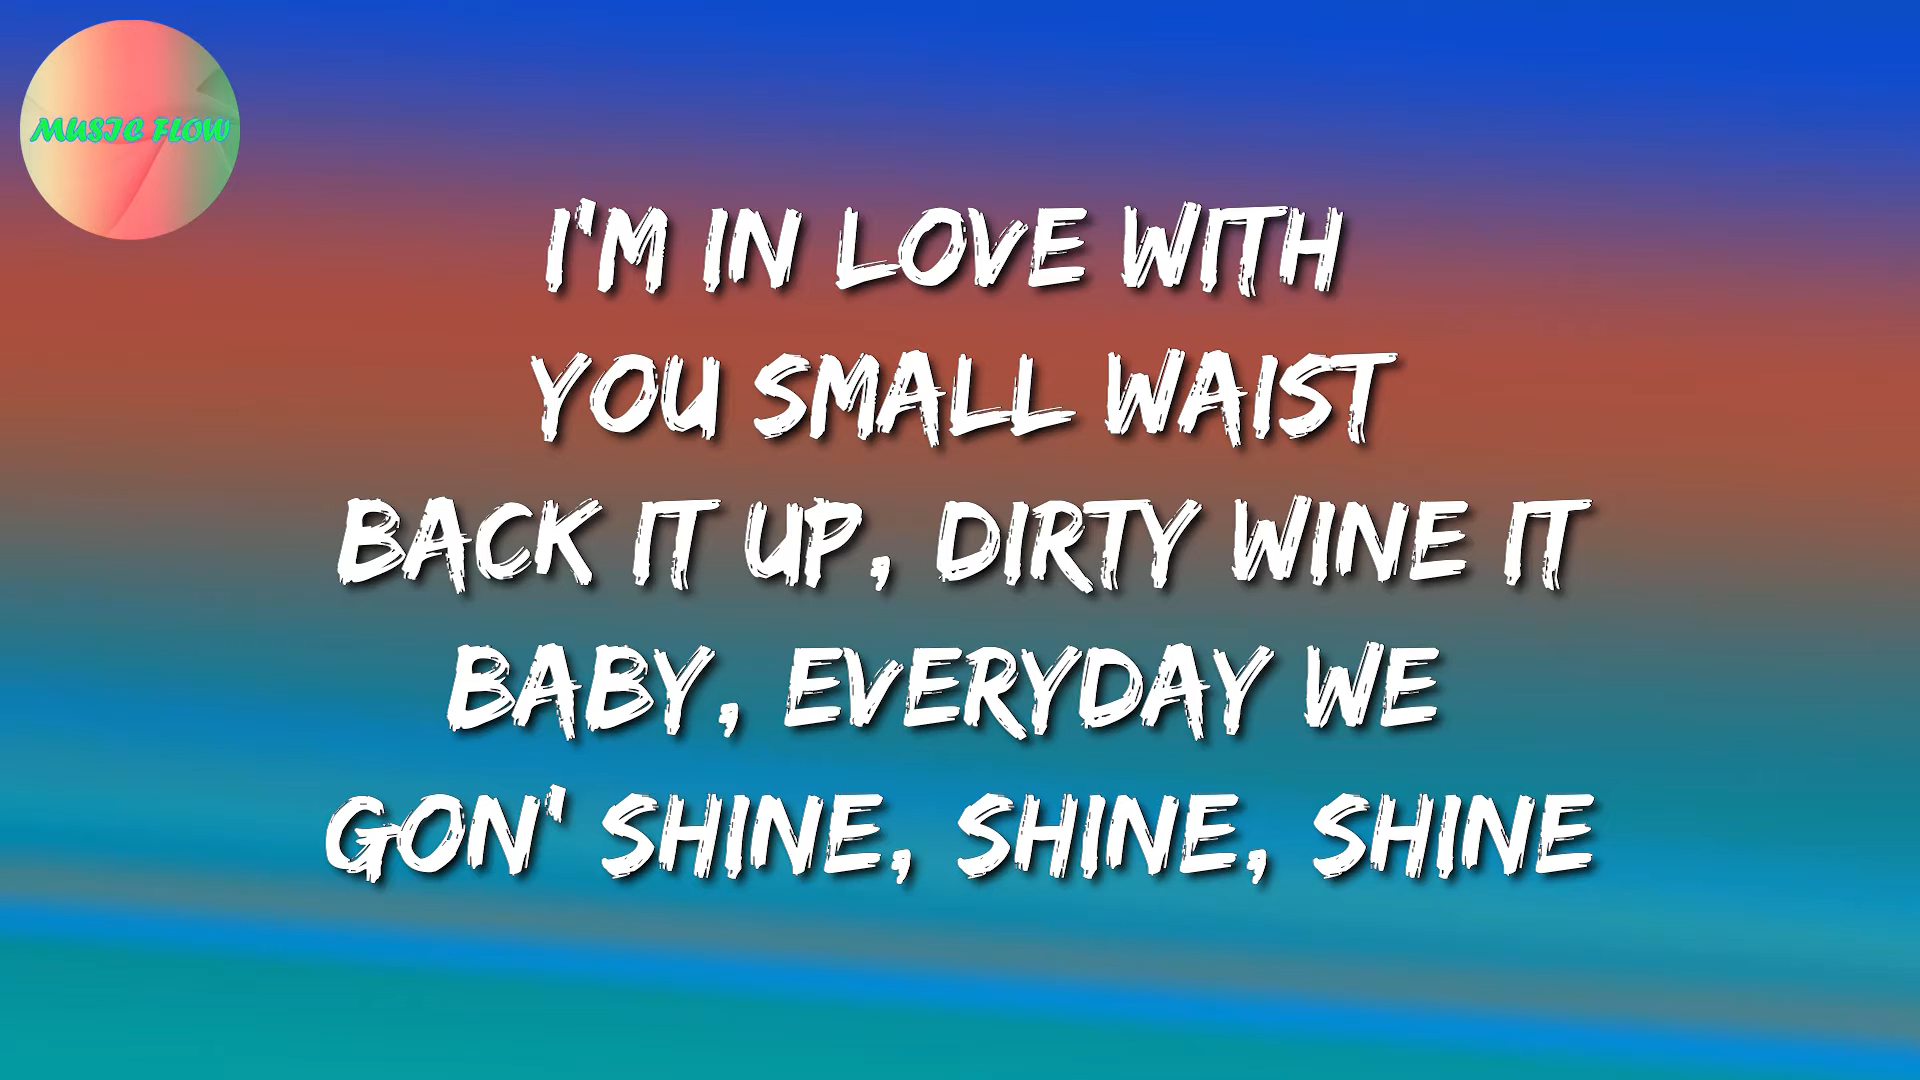 MUSIC FLOW
I'M IN LOVE WITH
YOU SMALL WAIST
BACK IT UP, DIRTY WINE IT
BABY, EVERYDAY WE
GON' SHINE, SHINE, SHINE